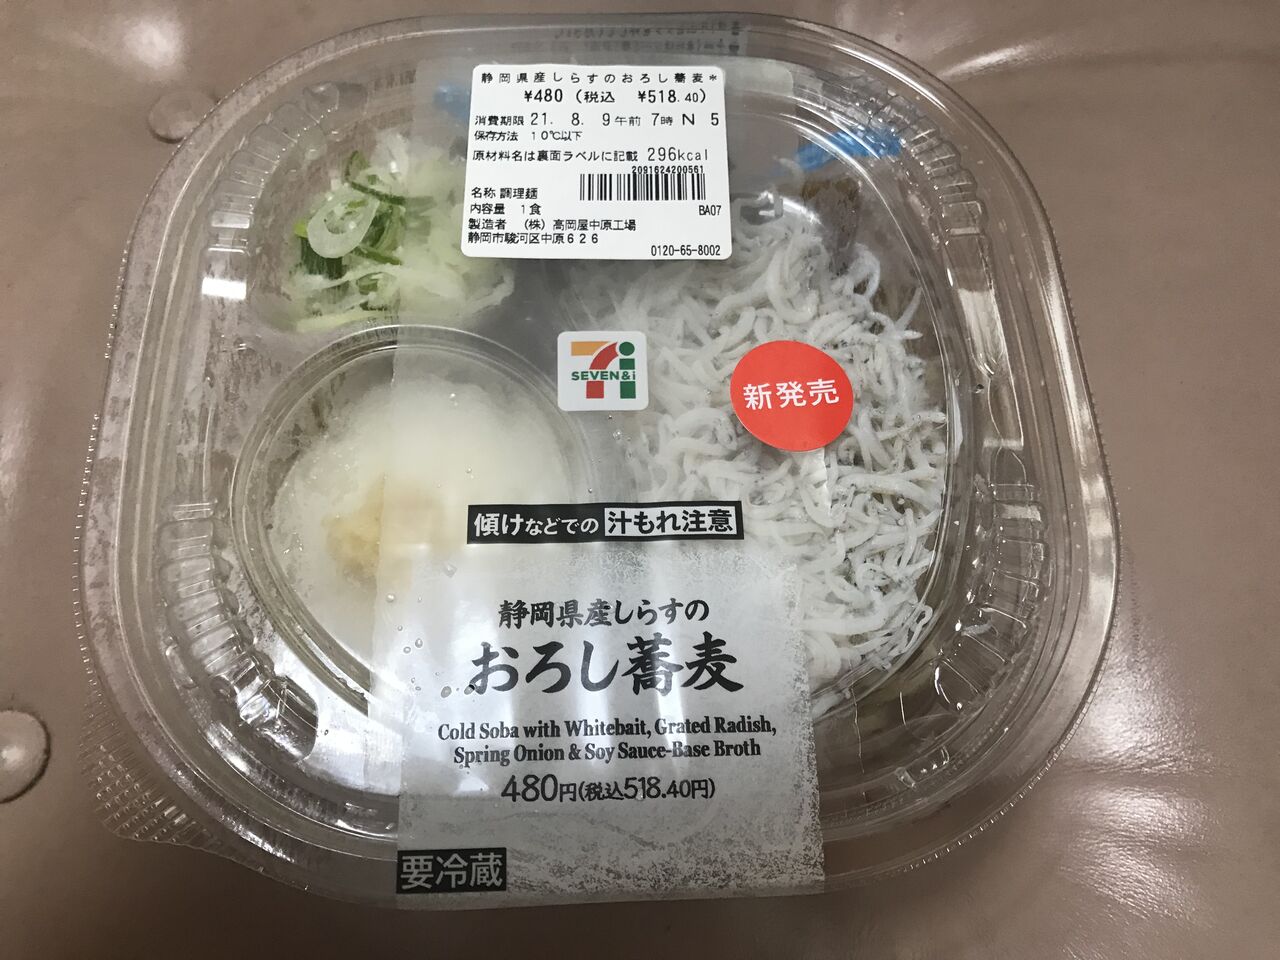 静岡県産しらすのおろし蕎麦*
¥480 (税込 ¥518.40)
消費期限 21. 8. 9午前 7時 N 5
保存方法 10℃以下
原材料名は裏面ラベルに記載 296kcal
2091624200561
名称 調理麺
内容量 1食
BA07
製造者 (株) 高岡屋中原工場
静岡市駿河区中原626
0120-65-8002
SEVEN&i
新発売
傾けなどでの 汁もれ注意
静岡県産しらすの
おろし蕎麦
Cold Soba with Whitebait, Grated Radish,
Spring Onion & Soy Sauce-Base Broth
480円(税込518.40円)
要冷蔵